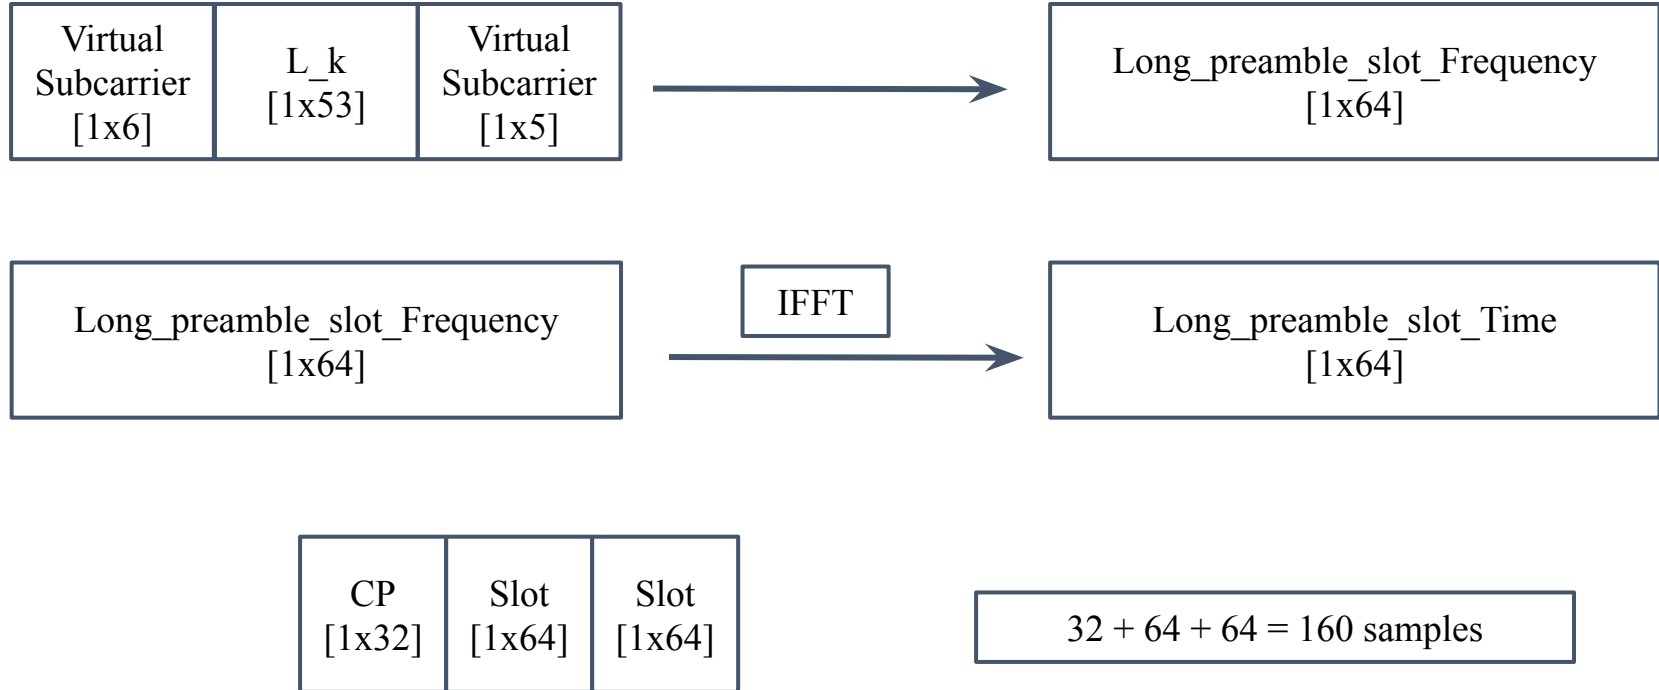 Virtual
Subcarrier
[1x6]
L_k
[1x53]
Virtual
Subcarrier
[1x5]
Long_preamble_slot_Frequency
[1x64]
Long_preamble_slot_Frequency
[1x64]
IFFT
Long_preamble_slot_Time
[1x64]
CP
[1x32]
Slot
[1x64]
Slot
[1x64]
32 + 64 + 64 = 160 samples